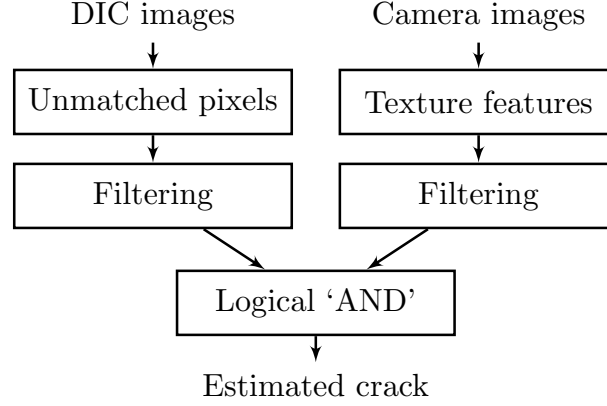 DIC images
Camera images
Unmatched pixels
Texture features
Filtering
Filtering
Logical ‘AND’
Estimated crack